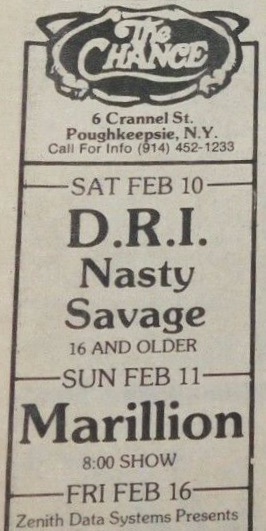 The
CHANCE
6 Crannel St.
Poughkeepsie, N.Y.
Call For Info (914) 452-1233
SAT FEB 10
D.R.I.
Nasty
Savage
16 AND OLDER
SUN FEB 11
Marillion
8:00 SHOW
FRI FEB 16
Zenith Data Systems Presents